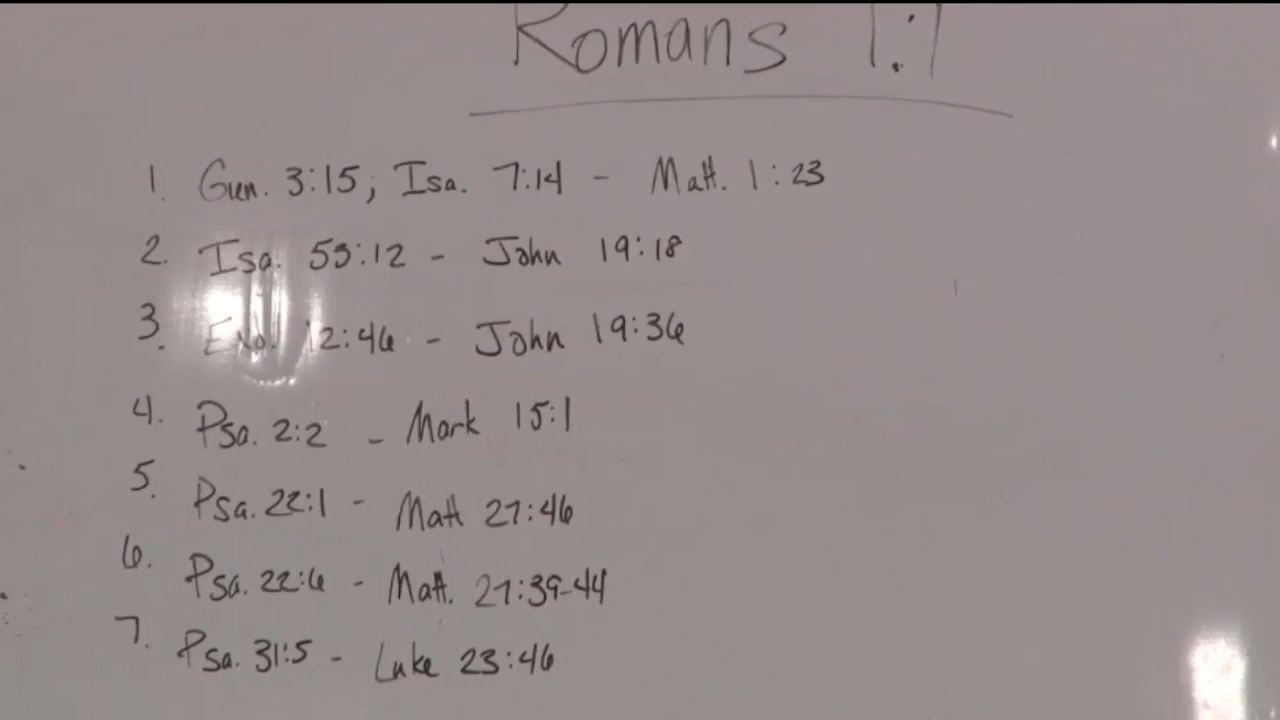 Romans 1:1
1. Gen. 3:15; Isa. 7:14 - Matt. 1:23
2. Isa. 53:12 - John 19:18
3. Exo. 12:46 - John 19:36
4. Psa. 2:2 - Mark 15:1
5. Psa. 22:1 - Matt 27:46
6. Psa. 22:6 - Matt. 27:39-44
7. Psa. 31:5 - Luke 23:46